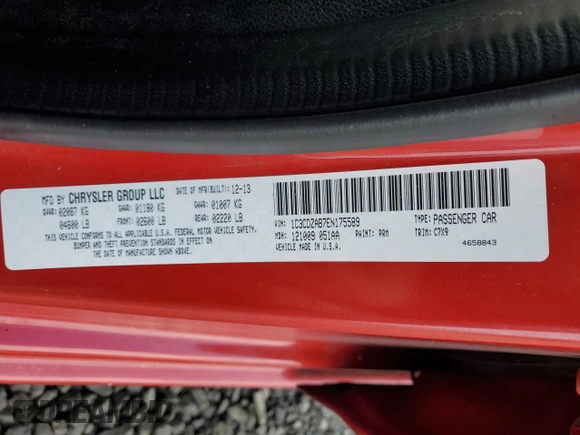 MFD BY CHRYSLER GROUP LLC
DATE OF MFR(BUILT): 12-13
GVWR: 02087 KG GAWR: 01180 KG GAWR: 01007 KG
04600 LB FRONT: 02600 LB REAR: 02220 LB
THIS VEHICLE CONFORMS TO ALL APPLICABLE U.S.A. FEDERAL MOTOR VEHICLE SAFETY,
BUMPER AND THEFT PREVENTION STANDARDS IN EFFECT ON
THE DATE OF MANUFACTURE SHOWN ABOVE.
VIN: 1C3CDZAB7EN175589 TYPE: PASSENGER CAR
MDH: 121009 051AA PAINT: PRM TRIM: C7X9
VEHICLE MADE IN U.S.A. 4658843
DREAMBID.COM